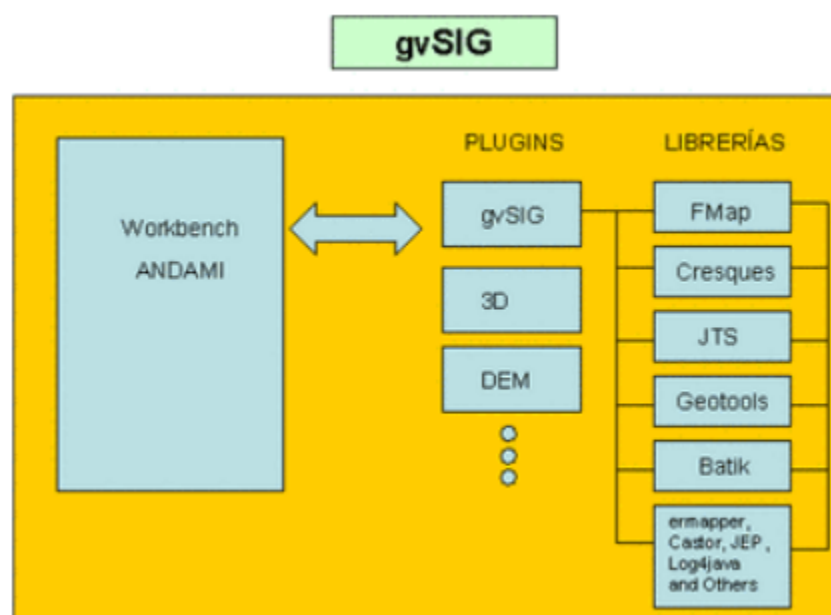 gvSIG
Workbench
ANDAMI
PLUGINS
gvSIG
3D
DEM
LIBRERÍAS
FMap
Cresques
JTS
Geotools
Batik
ermapper,
Castor, JEP ,
Log4java
and Others